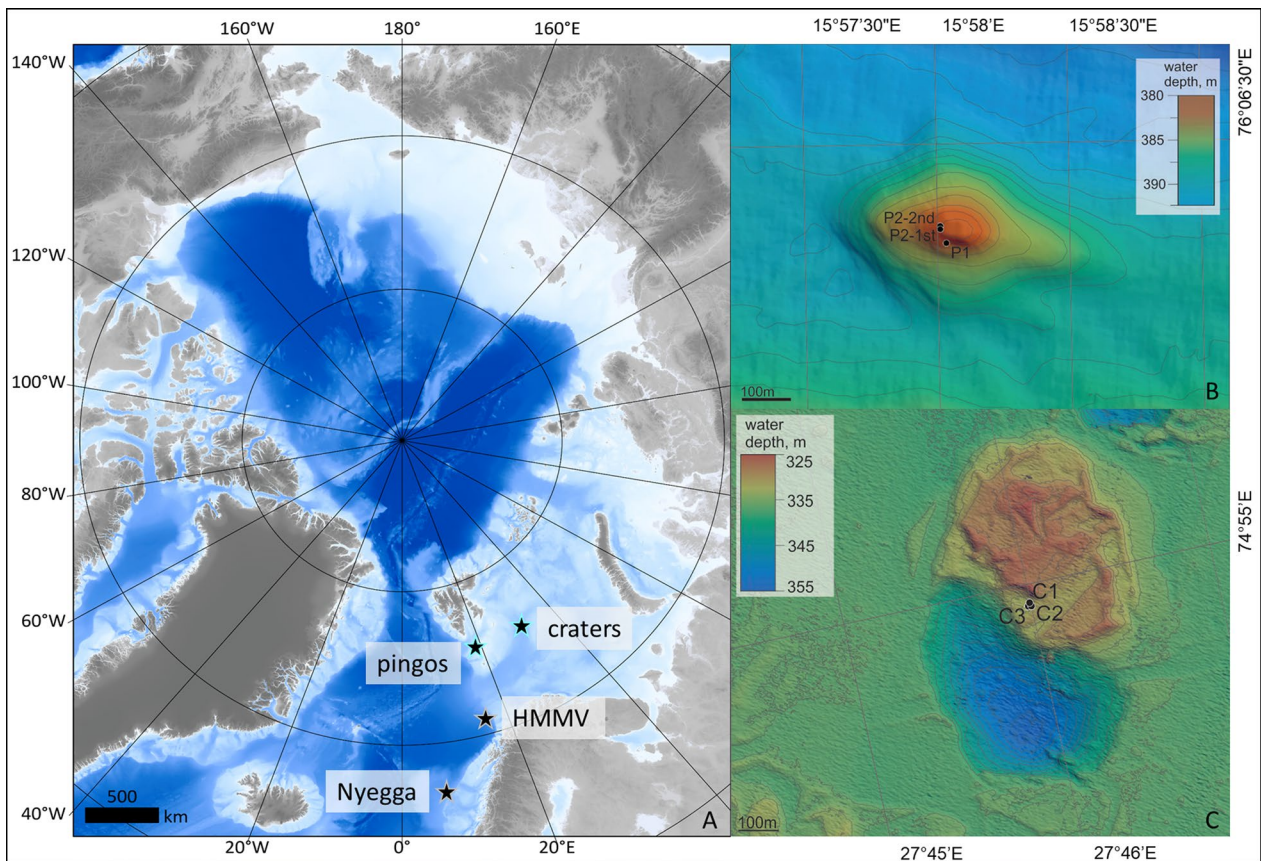 160°W
180°
160°E
140°W
120°W
100°W
80°W
60°W
40°W
20°W
0°
20°E
craters
pingos
HMMV
Nyegga
500
km
A
15°57'30"E
15°58'E
15°58'30"E
76°06'30"E
water
depth, m
380
385
390
P2-2nd
P2-1st
P1
100m
B
water
depth, m
325
335
345
355
C1
C3
C2
74°55'E
100m
C
27°45'E
27°46'E